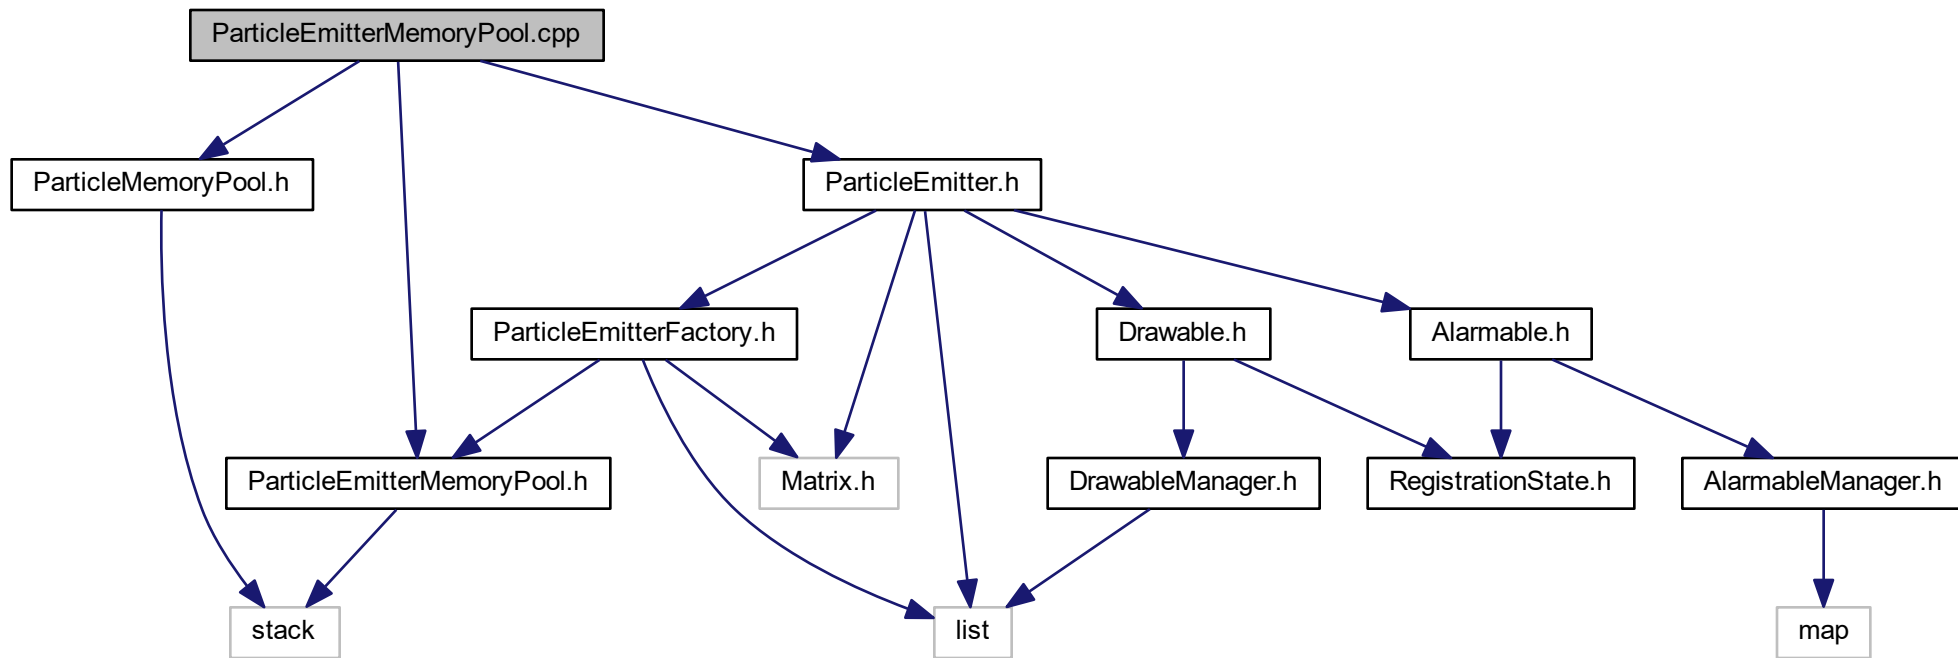 ParticleEmitterMemoryPool.cpp
ParticleMemoryPool.h
ParticleEmitter.h
ParticleEmitterFactory.h
Drawable.h
Alarmable.h
ParticleEmitterMemoryPool.h
Matrix.h
DrawableManager.h
RegistrationState.h
AlarmableManager.h
stack
list
map